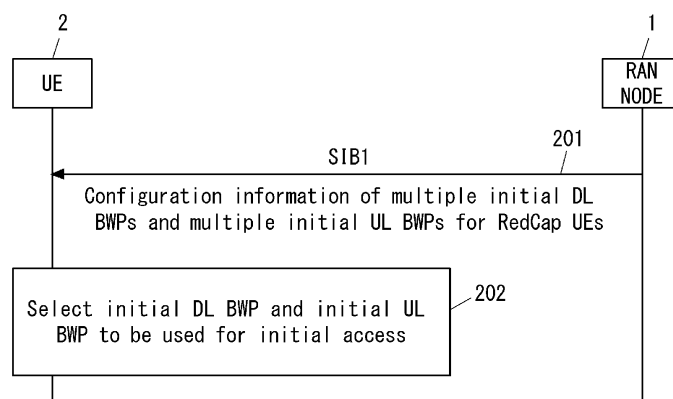 2
1
UE
RAN
NODE
201
SIB1
Configuration information of multiple initial DL
BWPs and multiple initial UL BWPs for RedCap UEs
202
Select initial DL BWP and initial UL
BWP to be used for initial access